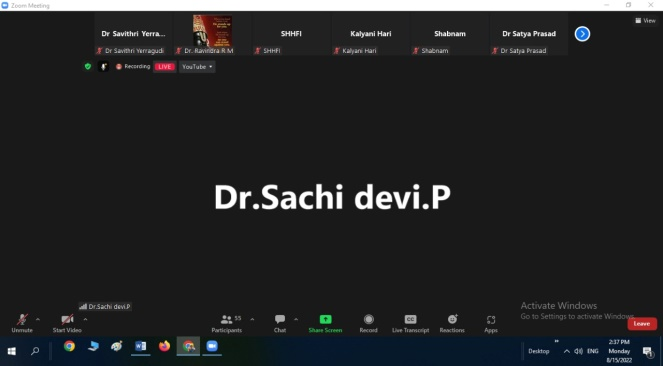 Zoom Meeting
Dr Savithri Yerra...
SHHFI
Kalyani Hari
Shabnam
Dr Satya Prasad
View
Dr Savithri Yerragudi
Dr. Ravindra R.M
SHHFI
Kalyani Hari
Shabnam
Dr Satya Prasad
Recording
LIVE
YouTube
Dr.Sachi devi.P
Dr.Sachi devi.P
Activate Windows
Go to Settings to activate Windows.
Unmute
Start Video
Participants
55
Chat
Share Screen
Record
CC
Live Transcript
Reactions
Apps
Leave
Desktop
ENG
2:37 PM
Monday
8/15/2022